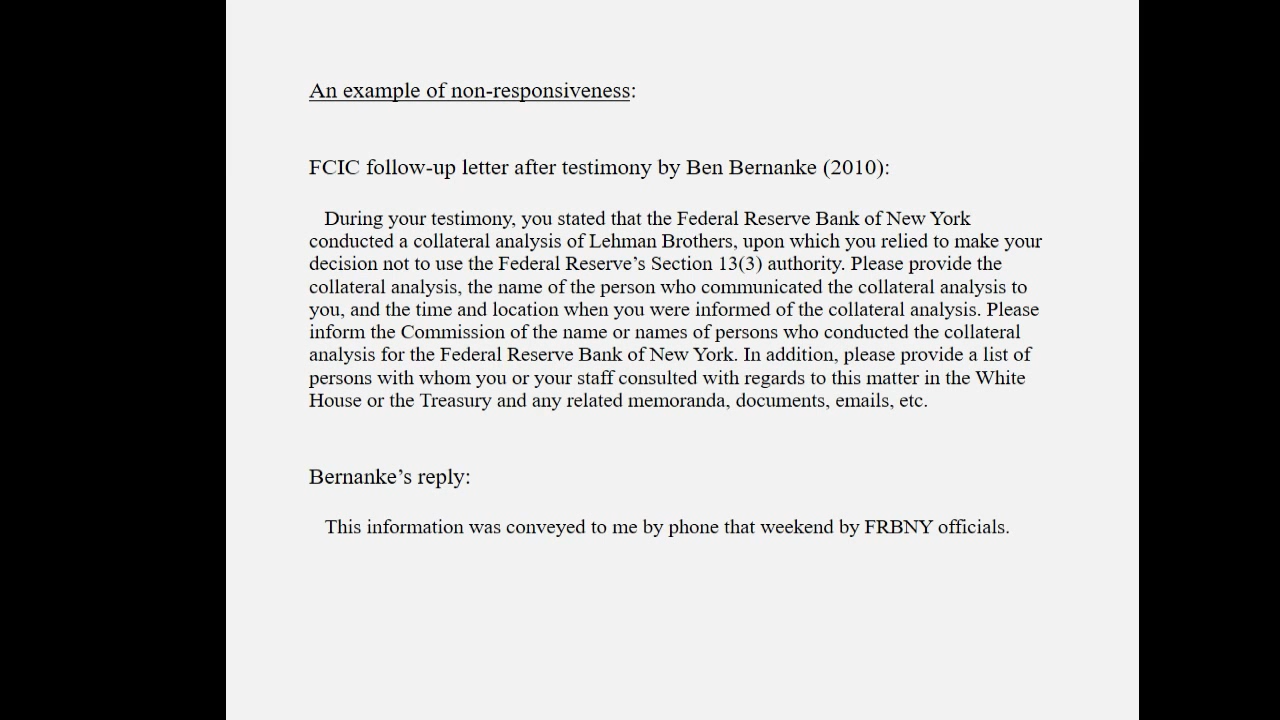 An example of non-responsiveness:
FCIC follow-up letter after testimony by Ben Bernanke (2010):
During your testimony, you stated that the Federal Reserve Bank of New York
conducted a collateral analysis of Lehman Brothers, upon which you relied to make your
decision not to use the Federal Reserve’s Section 13(3) authority. Please provide the
collateral analysis, the name of the person who communicated the collateral analysis to
you, and the time and location when you were informed of the collateral analysis. Please
inform the Commission of the name or names of persons who conducted the collateral
analysis for the Federal Reserve Bank of New York. In addition, please provide a list of
persons with whom you or your staff consulted with regards to this matter in the White
House or the Treasury and any related memoranda, documents, emails, etc.
Bernanke’s reply:
This information was conveyed to me by phone that weekend by FRBNY officials.